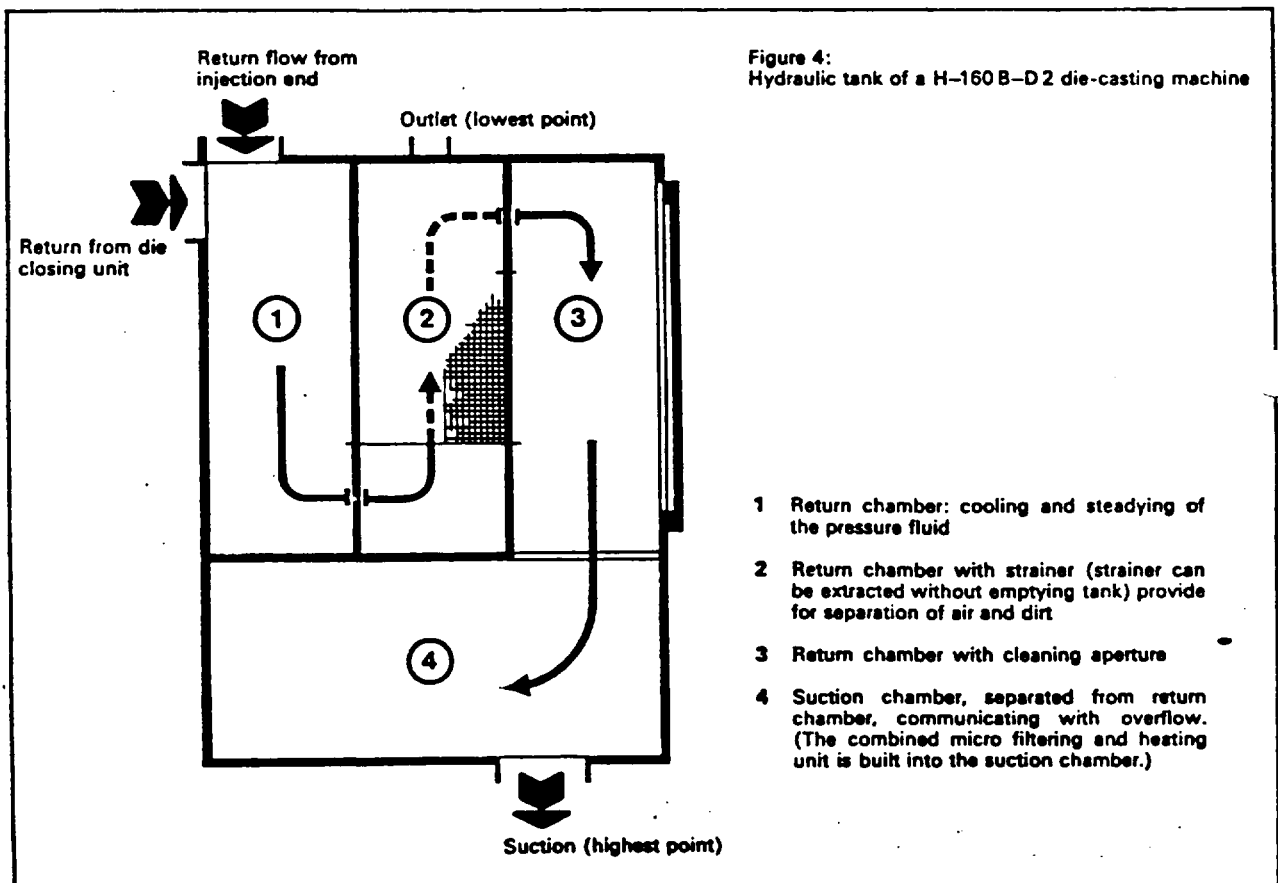 Return flow from
injection end
Figure 4:
Hydraulic tank of a H–160 B–D 2 die-casting machine
Outlet (lowest point)
Return from die
closing unit
1
2
3
4
1 Return chamber: cooling and steadying of
the pressure fluid
2 Return chamber with strainer (strainer can
be extracted without emptying tank) provide
for separation of air and dirt
3 Return chamber with cleaning aperture
4 Suction chamber, separated from return
chamber, communicating with overflow.
(The combined micro filtering and heating
unit is built into the suction chamber.)
Suction (highest point)